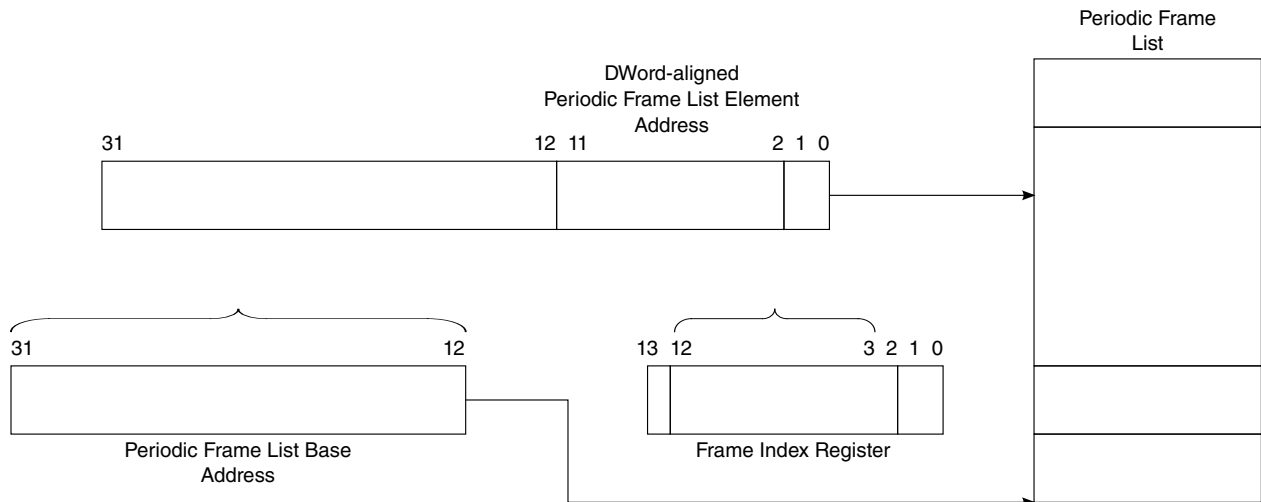 Periodic Frame
List
DWord-aligned
Periodic Frame List Element
Address
31 12 11 2 1 0
31 12
13 12 3 2 1 0
Periodic Frame List Base
Address
Frame Index Register